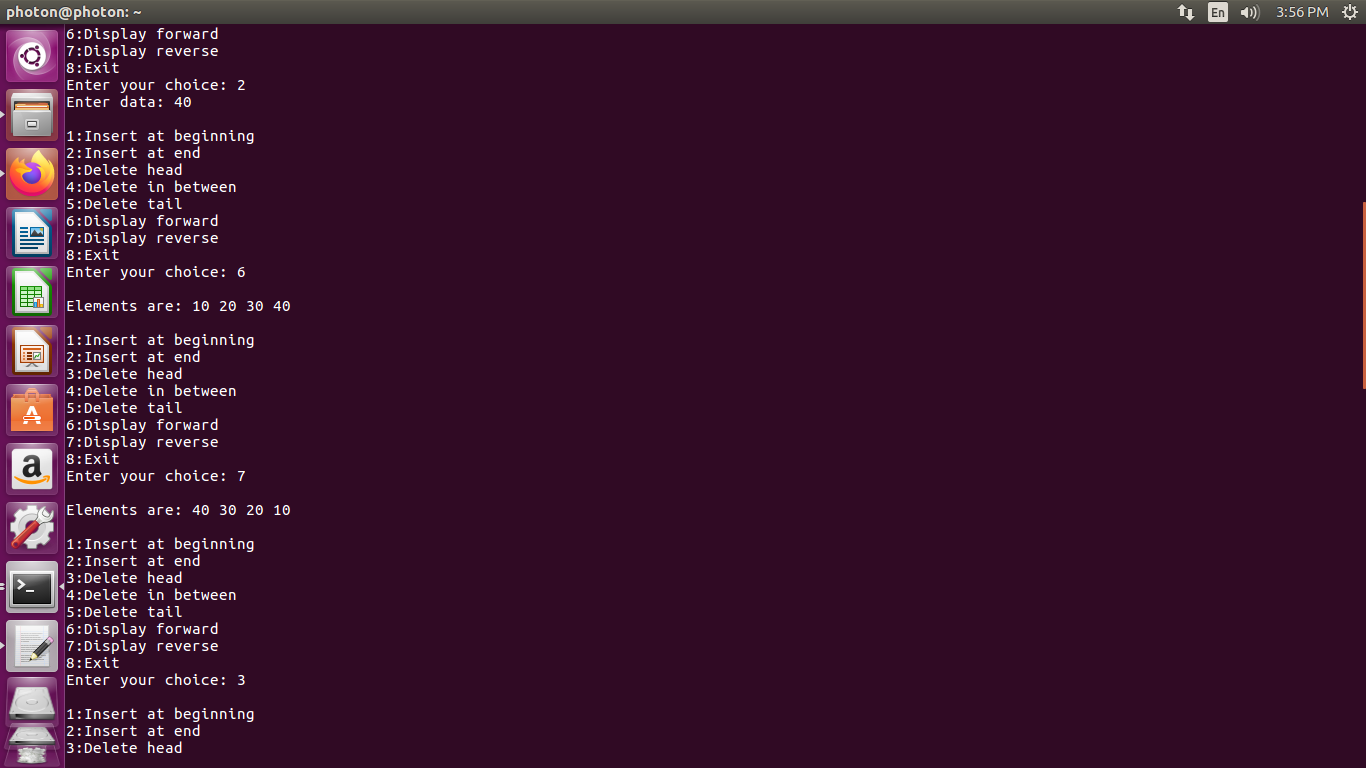 photon@photon: ~
En
3:56 PM
6:Display forward
7:Display reverse
8:Exit
Enter your choice: 2
Enter data: 40
1:Insert at beginning
2:Insert at end
3:Delete head
4:Delete in between
5:Delete tail
6:Display forward
7:Display reverse
8:Exit
Enter your choice: 6
Elements are: 10 20 30 40
1:Insert at beginning
2:Insert at end
3:Delete head
4:Delete in between
5:Delete tail
6:Display forward
7:Display reverse
8:Exit
Enter your choice: 7
Elements are: 40 30 20 10
1:Insert at beginning
2:Insert at end
3:Delete head
4:Delete in between
5:Delete tail
6:Display forward
7:Display reverse
8:Exit
Enter your choice: 3
1:Insert at beginning
2:Insert at end
3:Delete head